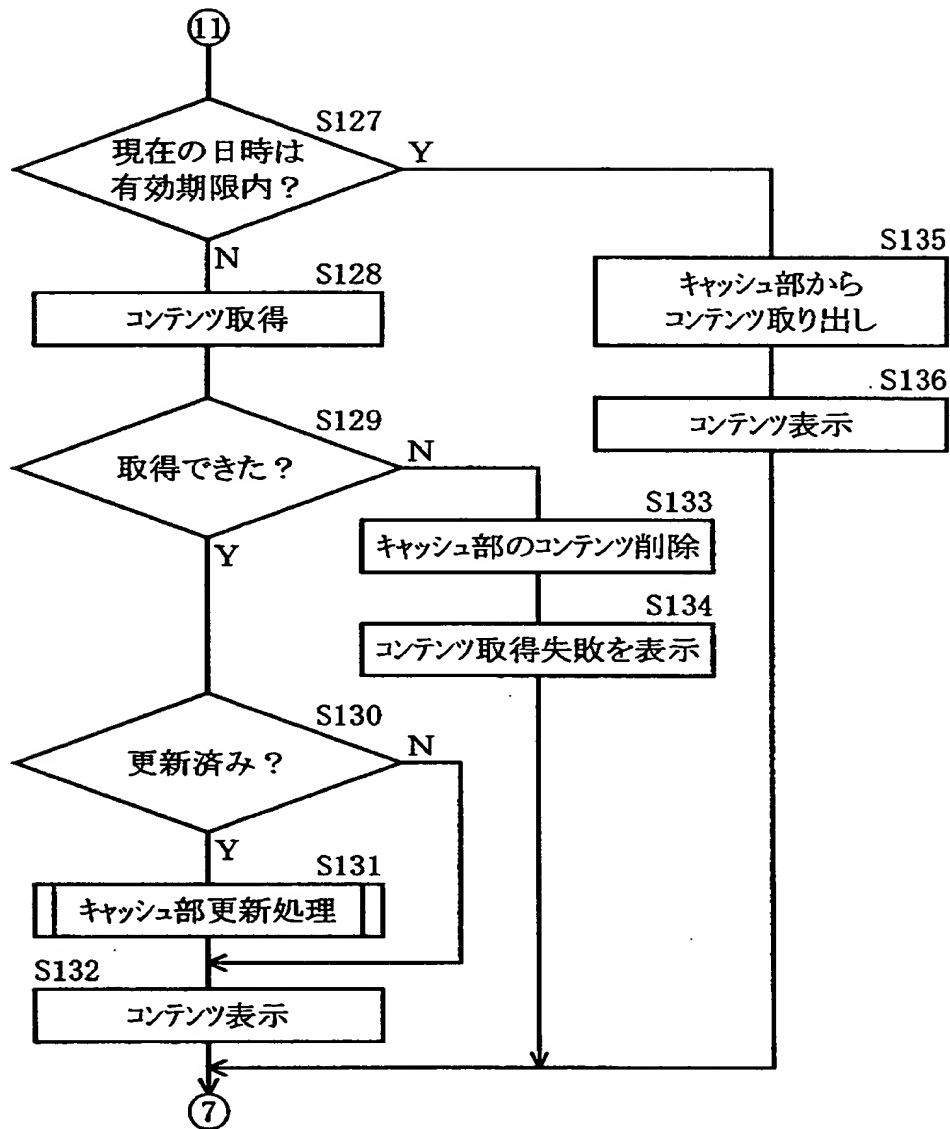 11
S127
現在の日時は
有効期限内？
Y
N
S128
コンテンツ取得
S135
キャッシュ部から
コンテンツ取り出し
S136
コンテンツ表示
S129
取得できた？
N
Y
S133
キャッシュ部のコンテンツ削除
S134
コンテンツ取得失敗を表示
S130
更新済み？
N
Y
S131
キャッシュ部更新処理
S132
コンテンツ表示
7